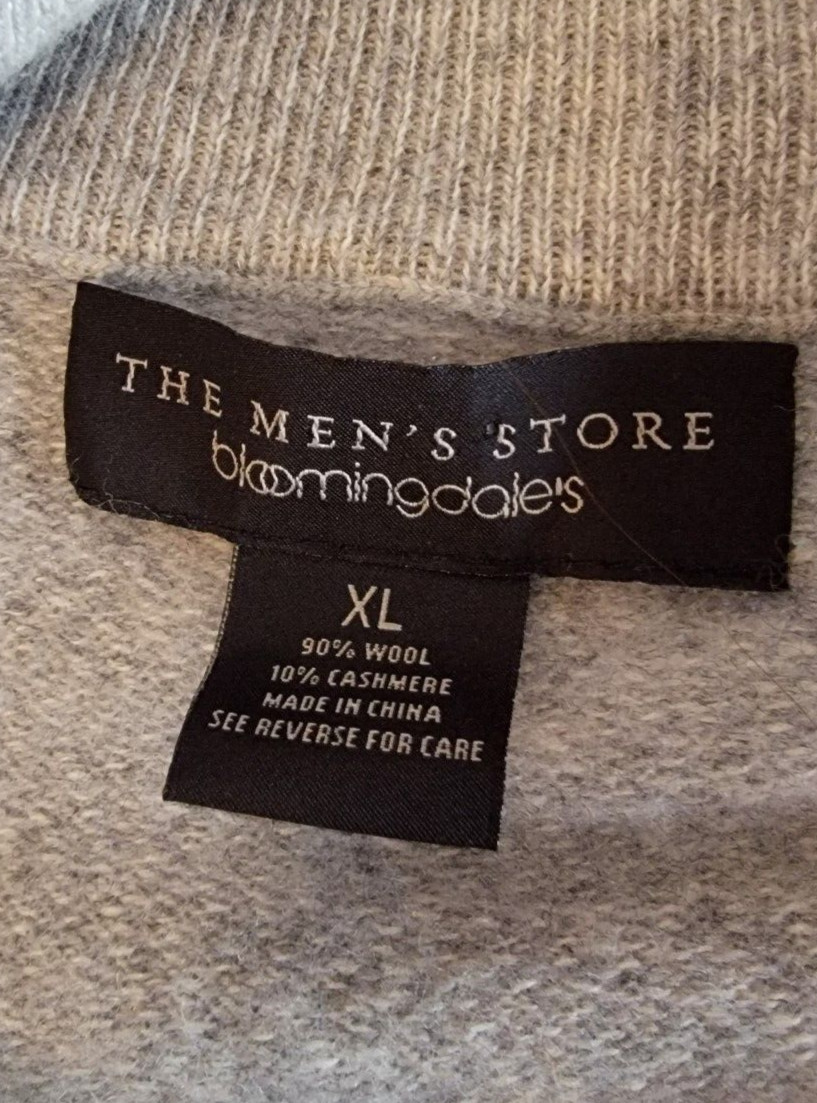 THE MEN'S STORE
bloomingdale's
XL
90% WOOL
10% CASHMERE
MADE IN CHINA
SEE REVERSE FOR CARE